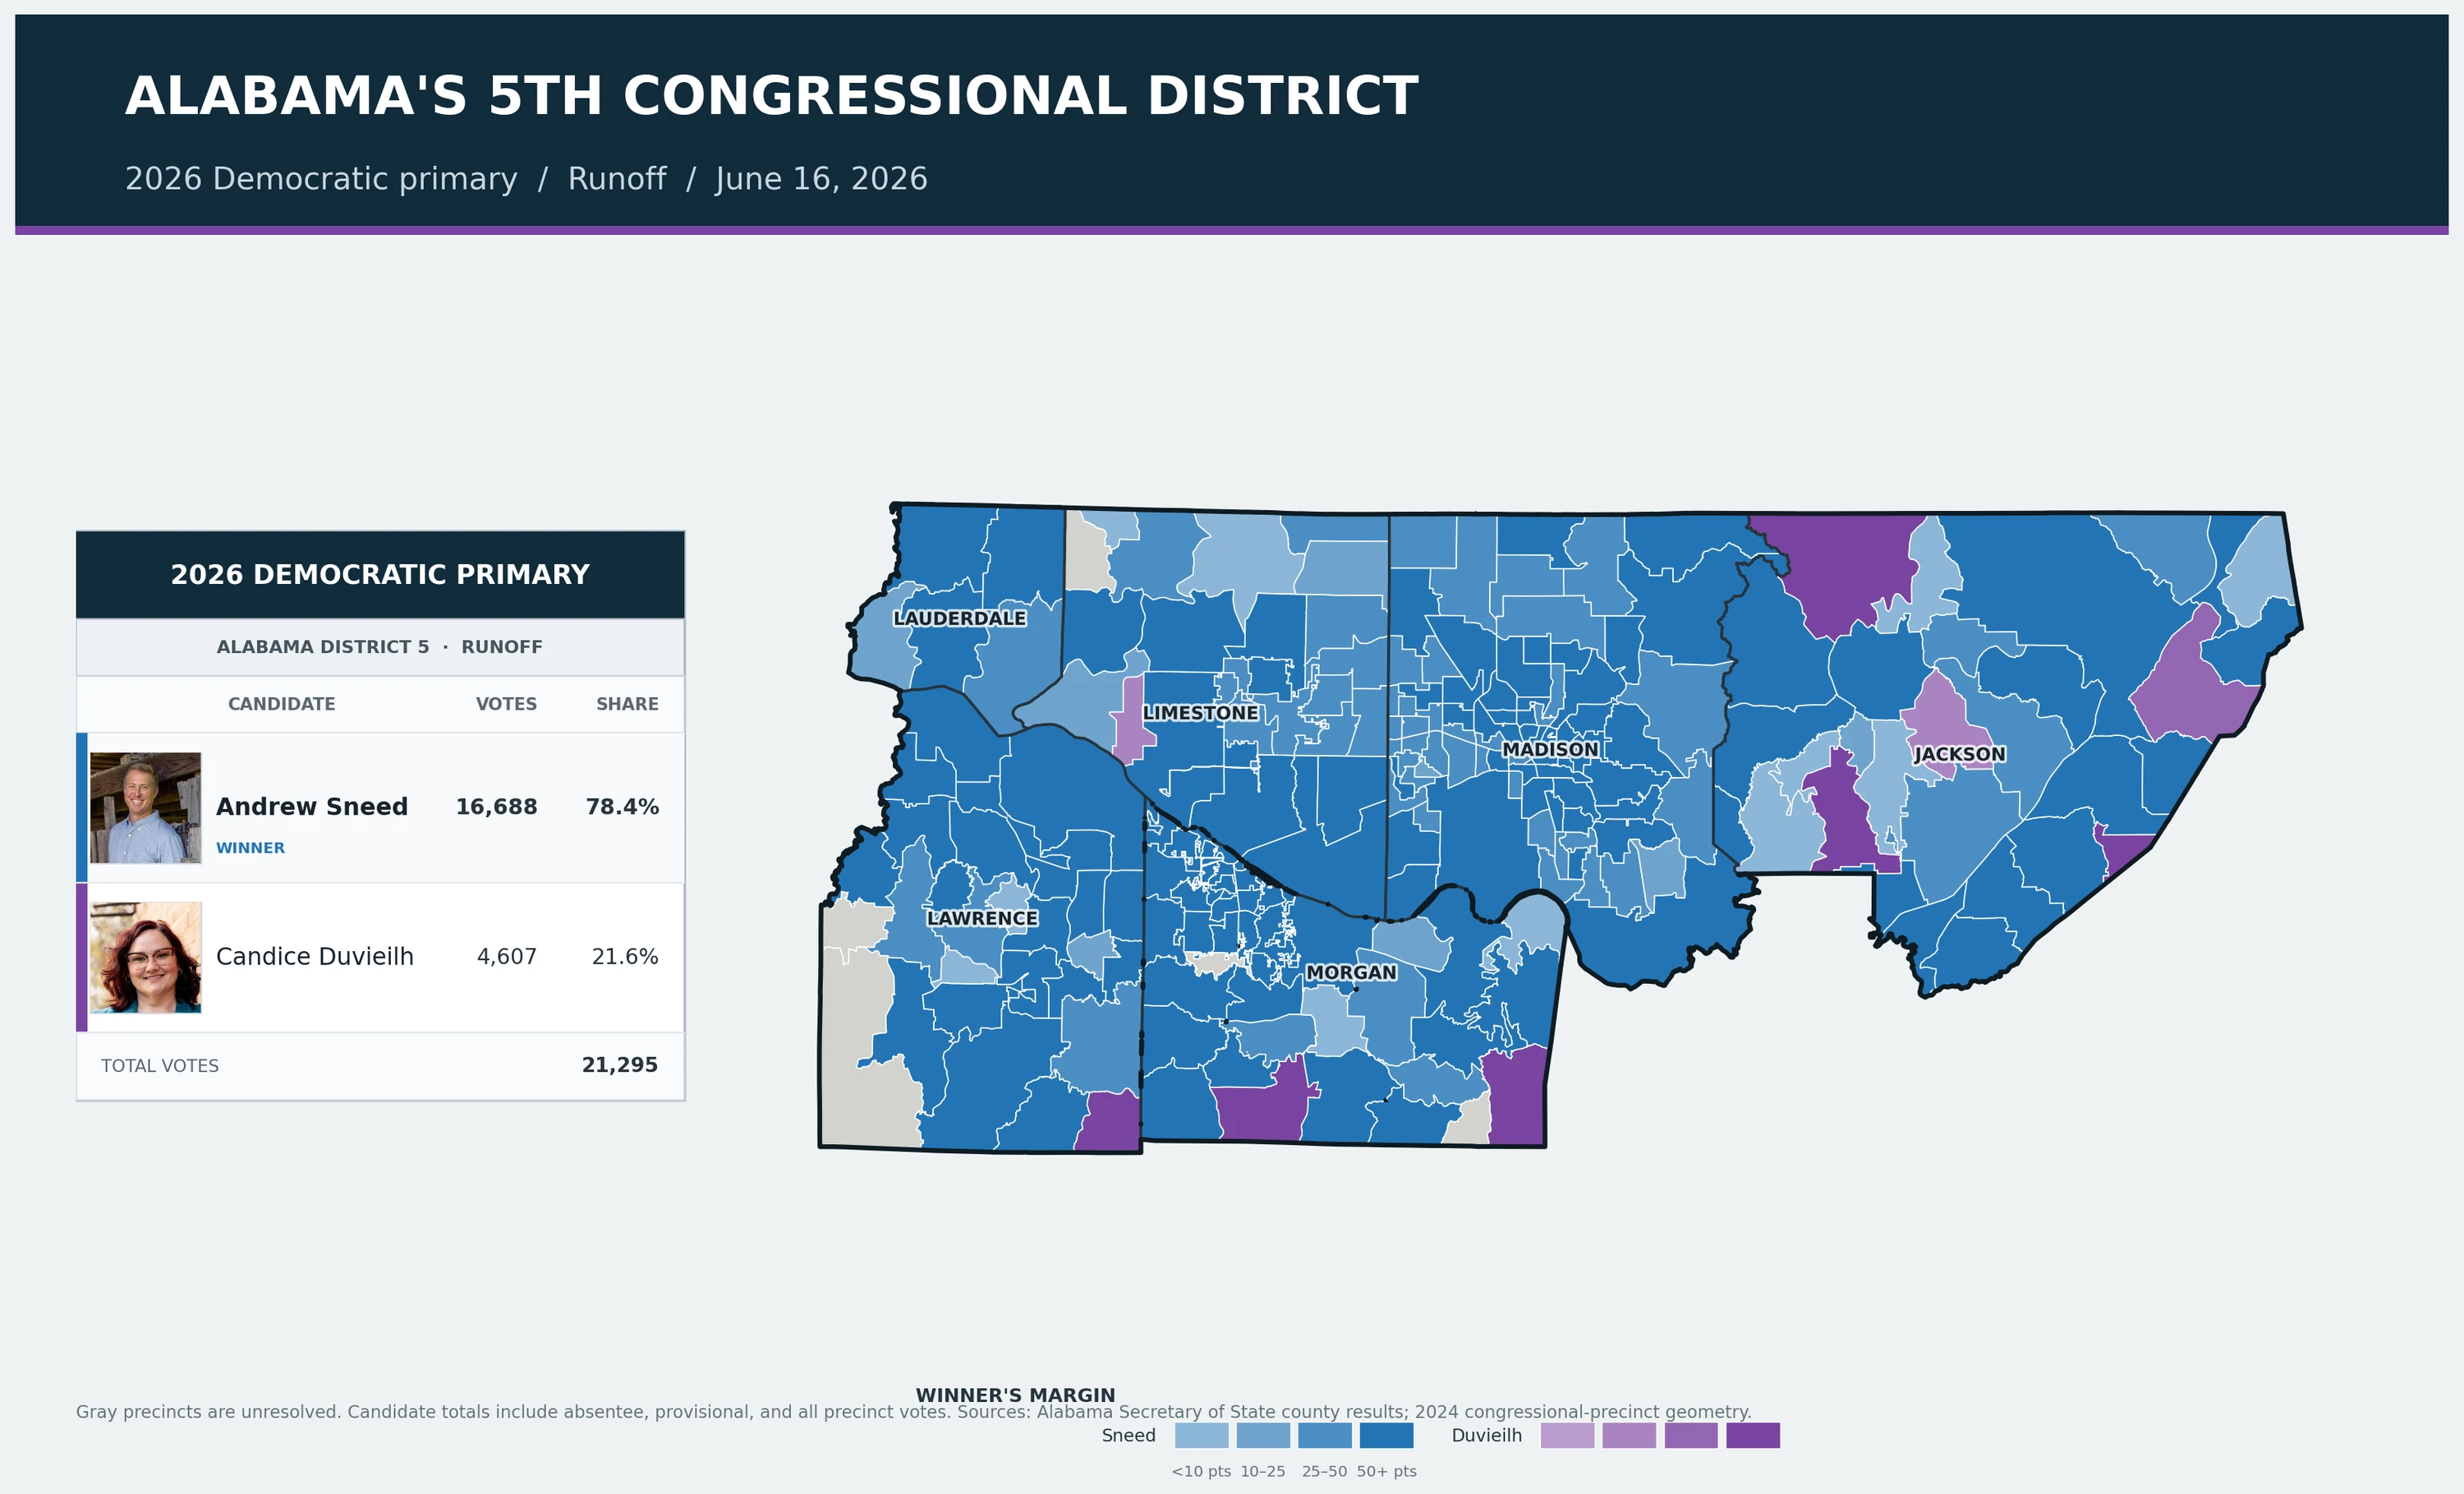 ALABAMA'S 5TH CONGRESSIONAL DISTRICT
2026 Democratic primary / Runoff / June 16, 2026
2026 DEMOCRATIC PRIMARY
ALABAMA DISTRICT 5 · RUNOFF
CANDIDATE VOTES SHARE
Andrew Sneed 16,688 78.4%
WINNER
Candice Duvieilh 4,607 21.6%
TOTAL VOTES 21,295
LAUDERDALE
LIMESTONE
MADISON
JACKSON
LAWRENCE
MORGAN
WINNER'S MARGIN
Gray precincts are unresolved. Candidate totals include absentee, provisional, and all precinct votes. Sources: Alabama Secretary of State county results; 2024 congressional-precinct geometry.
Sneed Duvieilh
<10 pts 10–25 25–50 50+ pts